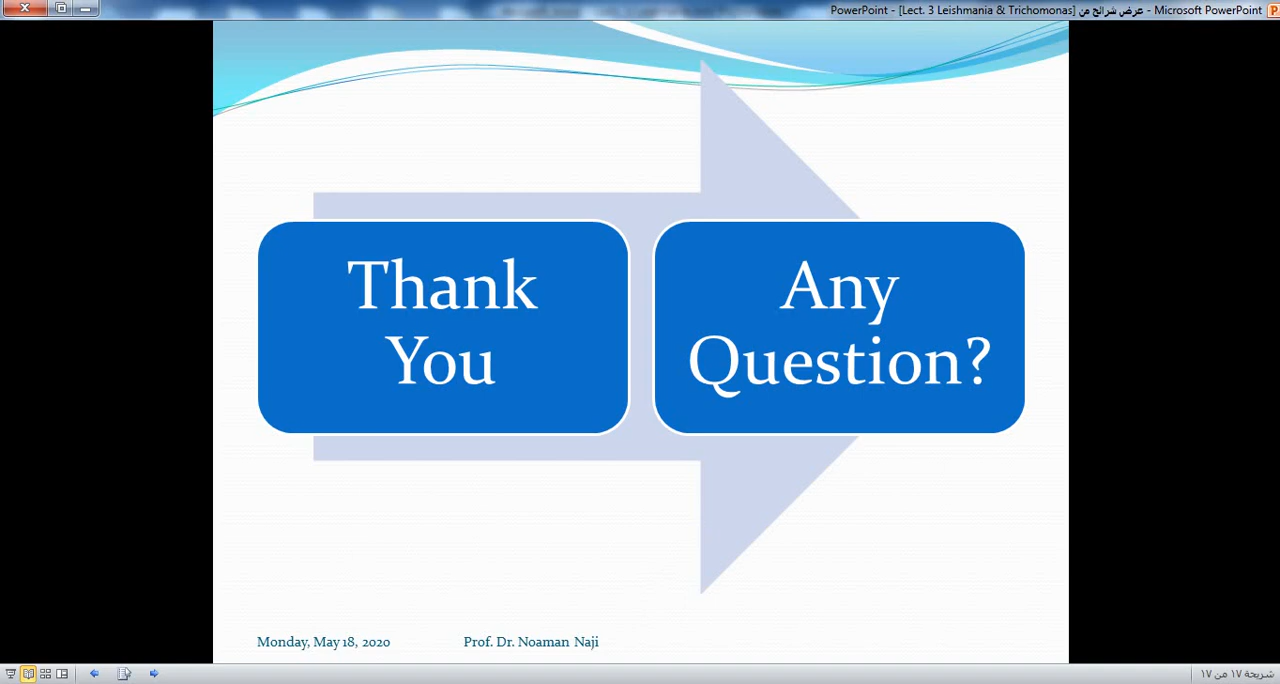 PowerPoint - [Lect. 3 Leishmania & Trichomonas] عرض شرائح من - Microsoft PowerPoint
Thank
You
Any
Question?
Monday, May 18, 2020
Prof. Dr. Noaman Naji
شريحة ١٧ من ١٧